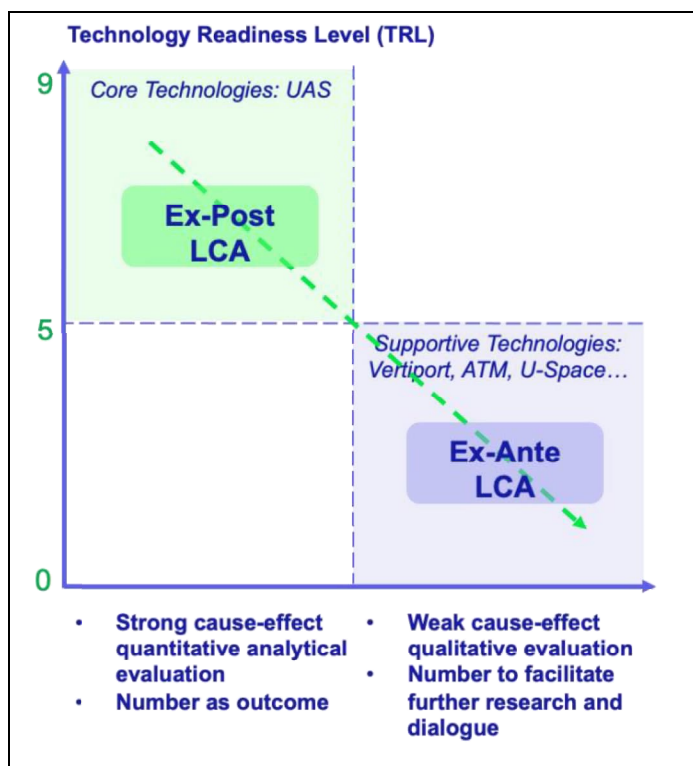 Technology Readiness Level (TRL)
9
Core Technologies: UAS
Ex-Post
LCA
5
Supportive Technologies:
Vertiport, ATM, U-Space…
Ex-Ante
LCA
0
• Strong cause-effect
quantitative analytical
evaluation
• Number as outcome
• Weak cause-effect
qualitative evaluation
• Number to facilitate
further research and
dialogue